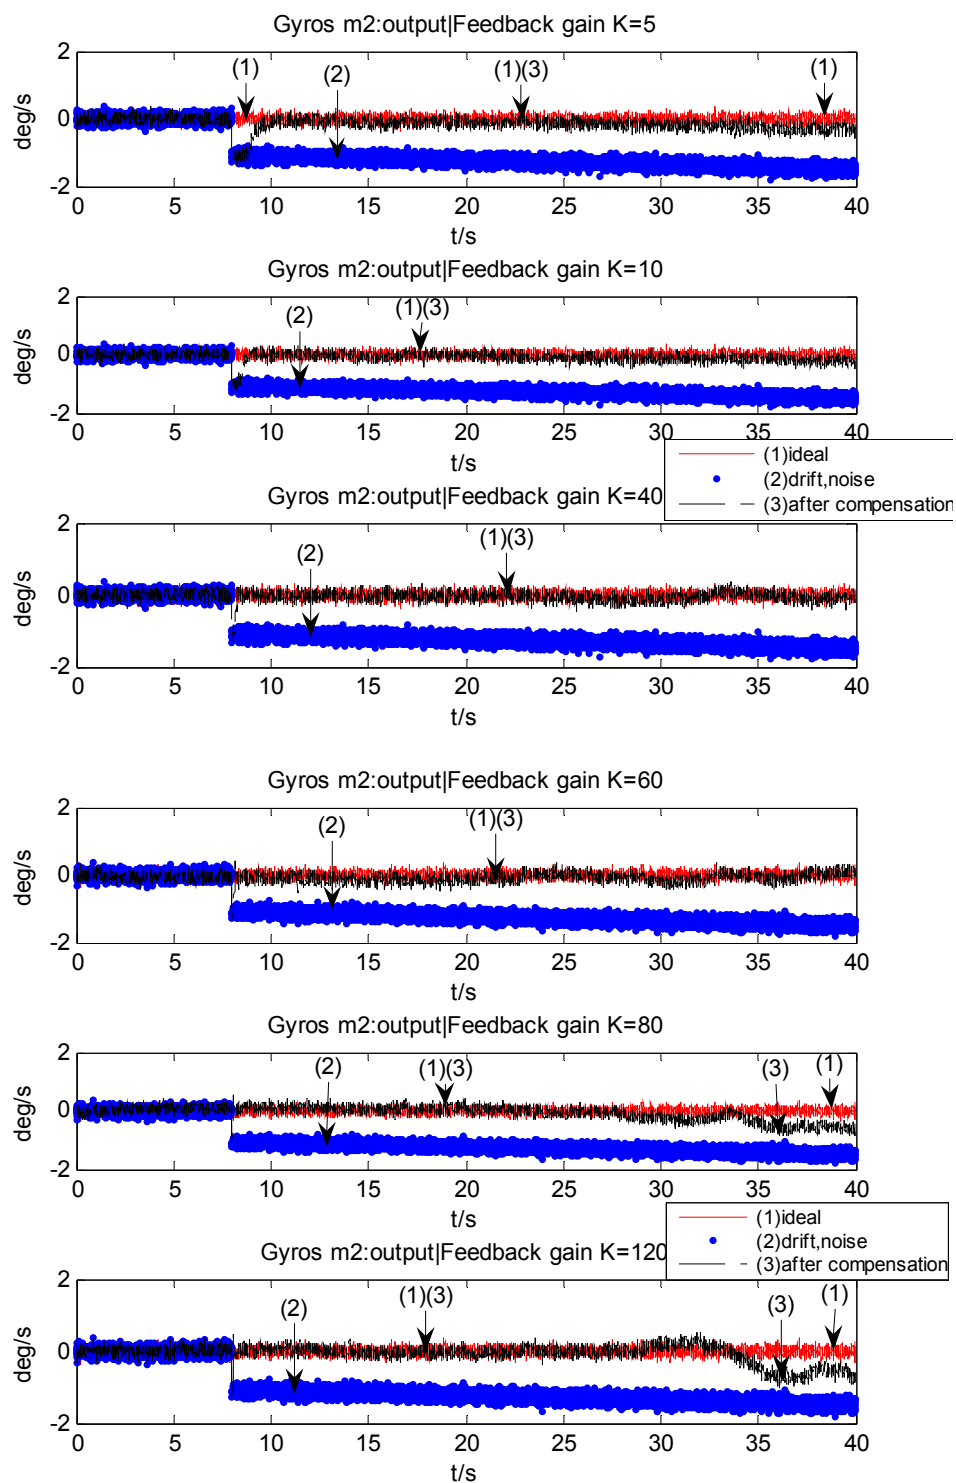 Gyros m2:output|Feedback gain K=5
2
(1)
(2)
(1)(3)
(1)
deg/s
0
-2
0 5 10 15 20 25 30 35 40
t/s
Gyros m2:output|Feedback gain K=10
2
(2)
(1)(3)
deg/s
0
-2
0 5 10 15 20 25 30 35 40
t/s
(1)ideal
(2)drift,noise
(3)after compensation
Gyros m2:output|Feedback gain K=40
2
(2)
(1)(3)
deg/s
0
-2
0 5 10 15 20 25 30 35 40
t/s
Gyros m2:output|Feedback gain K=60
2
(2)
(1)(3)
deg/s
0
-2
0 5 10 15 20 25 30 35 40
t/s
Gyros m2:output|Feedback gain K=80
2
(2)
(1)(3)
(3)
(1)
deg/s
0
-2
0 5 10 15 20 25 30 35 40
t/s
(1)ideal
(2)drift,noise
(3)after compensation
Gyros m2:output|Feedback gain K=120
2
(2)
(1)(3)
(3)
(1)
deg/s
0
-2
0 5 10 15 20 25 30 35 40
t/s